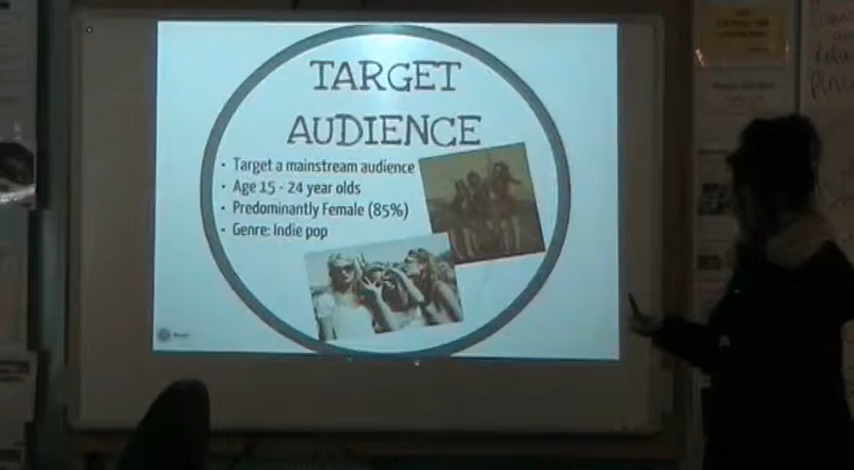 TARGET
AUDIENCE
• Target a mainstream audience
• Age 15 - 24 year olds
• Predominantly Female (85%)
• Genre: Indie pop